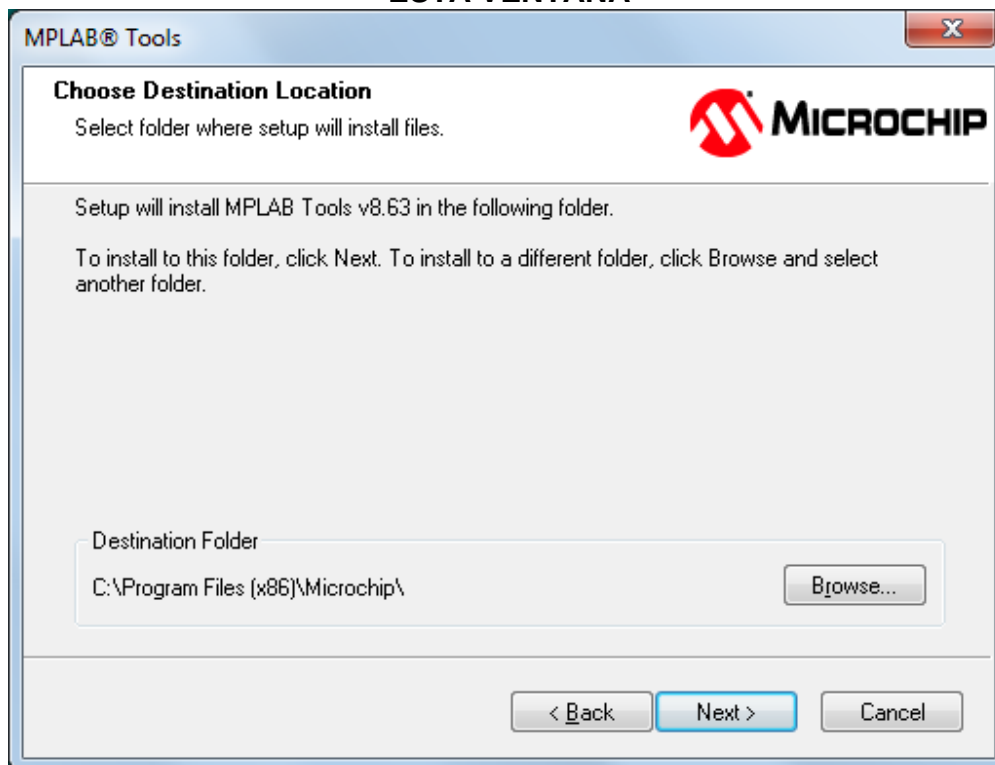 ESTA VENTANA
MPLAB® Tools
Choose Destination Location
Select folder where setup will install files.
MICROCHIP
Setup will install MPLAB Tools v8.63 in the following folder.
To install to this folder, click Next. To install to a different folder, click Browse and select
another folder.
Destination Folder
C:\Program Files (x86)\Microchip\
Browse...
< Back
Next >
Cancel